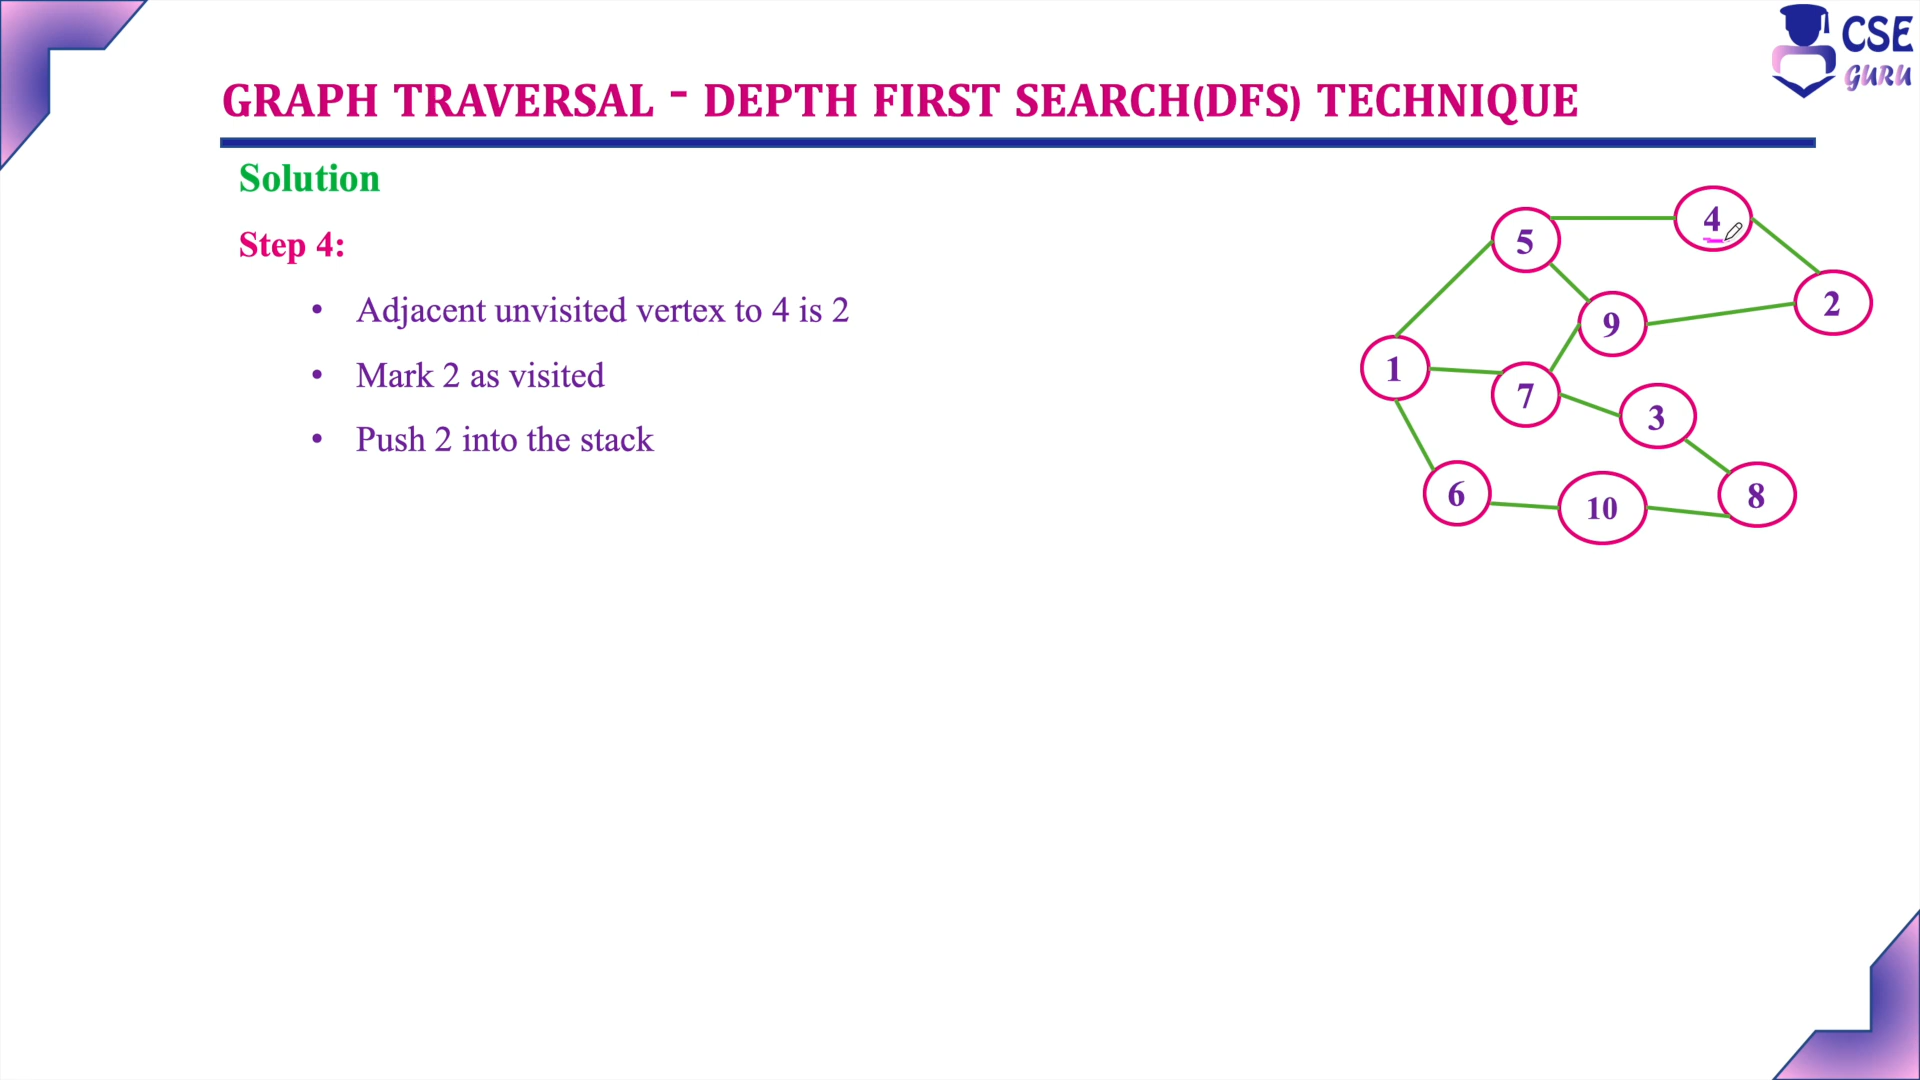 CSE
GURU
GRAPH TRAVERSAL - DEPTH FIRST SEARCH(DFS) TECHNIQUE
Solution
Step 4:
• Adjacent unvisited vertex to 4 is 2
• Mark 2 as visited
• Push 2 into the stack
4
5
2
9
1
7
3
6
10
8